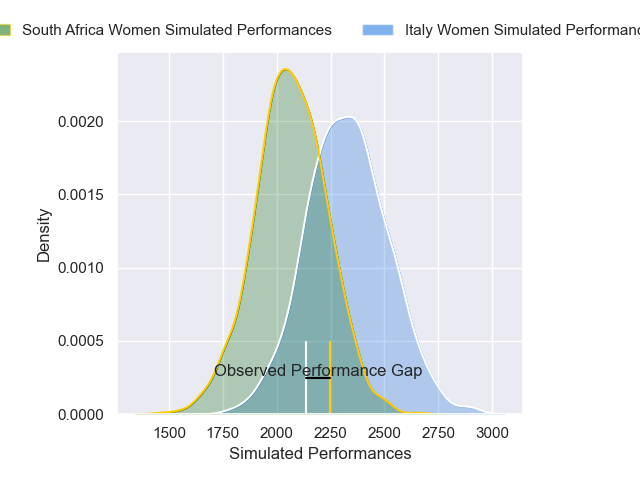 South Africa Women Simulated Performances
Italy Women Simulated Performanc
0.0020
0.0015
0.0010
0.0005
0.0000
Density
Observed Performance Gap
1500 1750 2000 2250 2500 2750 3000
Simulated Performances